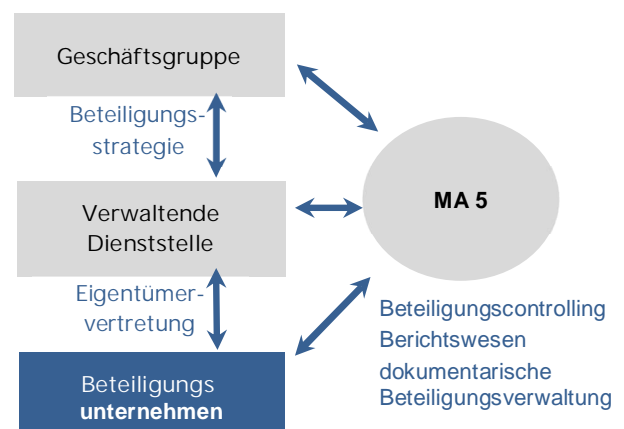 Geschäftsgruppe
Beteiligungs-
strategie
Verwaltende
Dienststelle
Eigentümer-
vertretung
Beteiligungs
unternehmen
MA 5
Beteiligungscontrolling
Berichtswesen
dokumentarische
Beteiligungsverwaltung